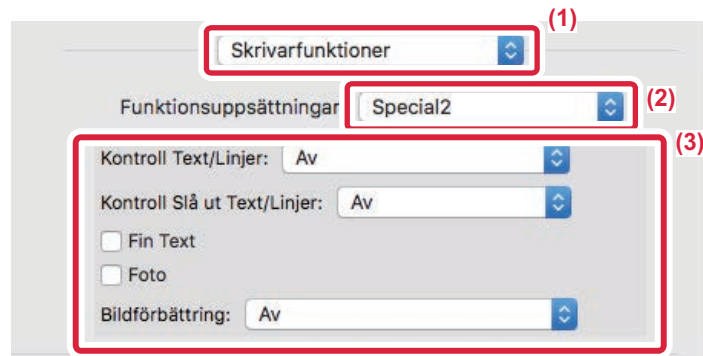 (1)
Skrivarfunktioner
Funktionsuppsättningar Special2 (2)
(3)
Kontroll Text/Linjer: Av
Kontroll Slå ut Text/Linjer: Av
Fin Text
Foto
Bildförbättring: Av